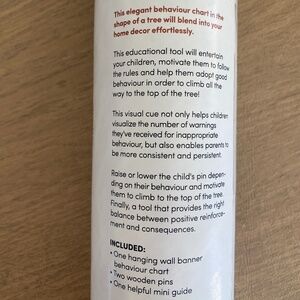 This elegant behaviour chart in the
shape of a tree will blend into your
home decor effortlessly.
This educational tool will entertain
your children, motivate them to follow
the rules and help them adopt good
behaviour in order to climb all the
way to the top of the tree!
This visual cue not only helps children
visualize the number of warnings
they've received for inappropriate
behaviour, but also enables parents to
be more consistent and persistent.
Raise or lower the child's pin depen-
ding on their behaviour and motivate
them to climb to the top of the tree.
Finally, a tool that provides the right
balance between positive reinforce-
ment and consequences.
INCLUDED:
• One hanging wall banner
behaviour chart
• Two wooden pins
• One helpful mini guide